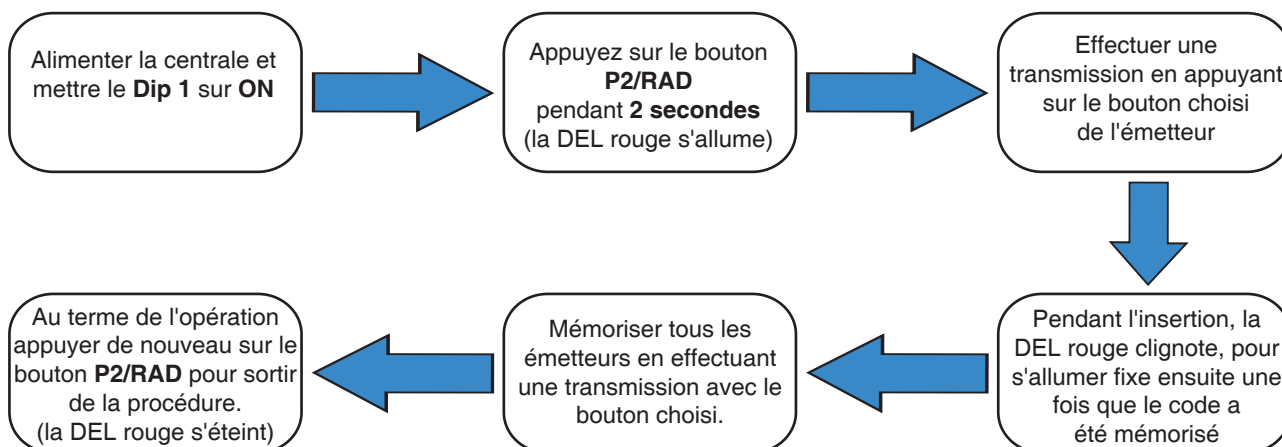 Alimenter la centrale et
mettre le Dip 1 sur ON
Appuyez sur le bouton
P2/RAD
pendant 2 secondes
(la DEL rouge s'allume)
Effectuer une
transmission en appuyant
sur le bouton choisi
de l'émetteur
Pendant l'insertion, la
DEL rouge clignote, pour
s'allumer fixe ensuite une
fois que le code a
été mémorisé
Mémoriser tous les
émetteurs en effectuant
une transmission avec le
bouton choisi.
Au terme de l'opération
appuyer de nouveau sur le
bouton P2/RAD pour sortir
de la procédure.
(la DEL rouge s'éteint)